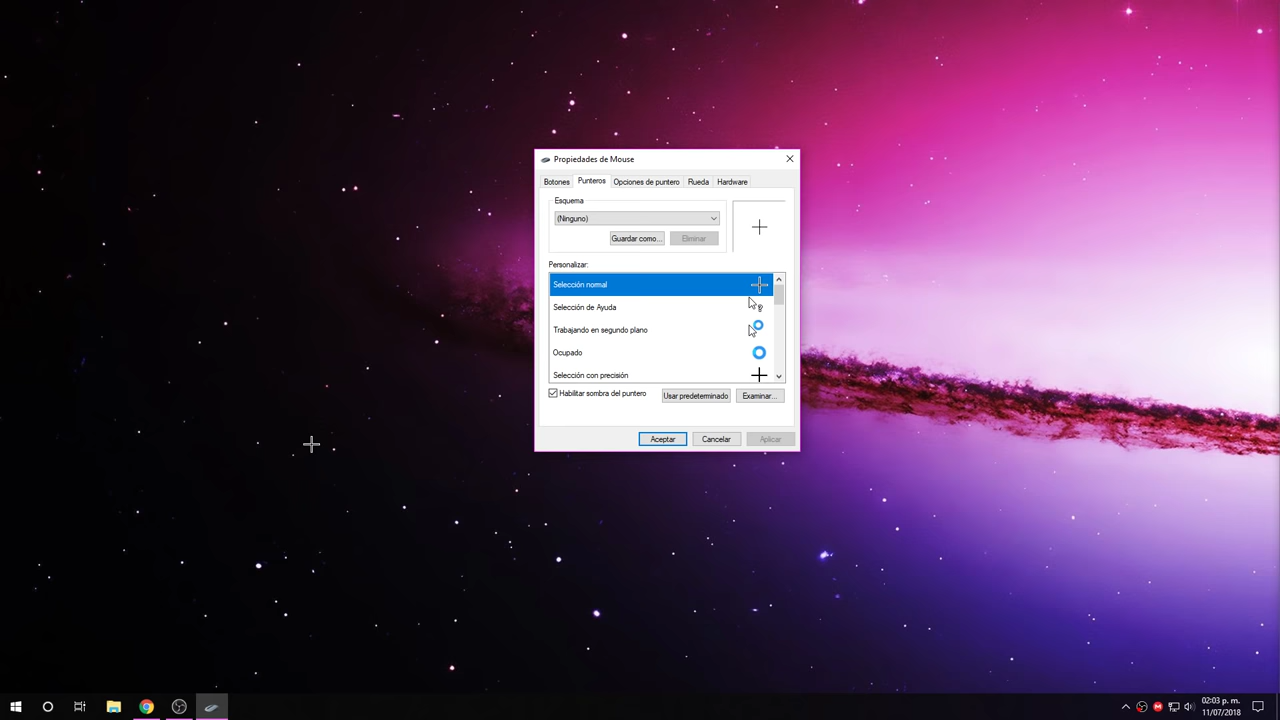 Propiedades de Mouse
Botones Punteros Opciones de puntero Rueda Hardware
Esquema
(Ninguno)
Guardar como... Eliminar
Personalizar:
Selección normal
Selección de Ayuda
Trabajando en segundo plano
Ocupado
Selección con precisión
Habilitar sombra del puntero Usar predeterminado Examinar...
Aceptar Cancelar Aplicar
02:03 p. m.
11/07/2018